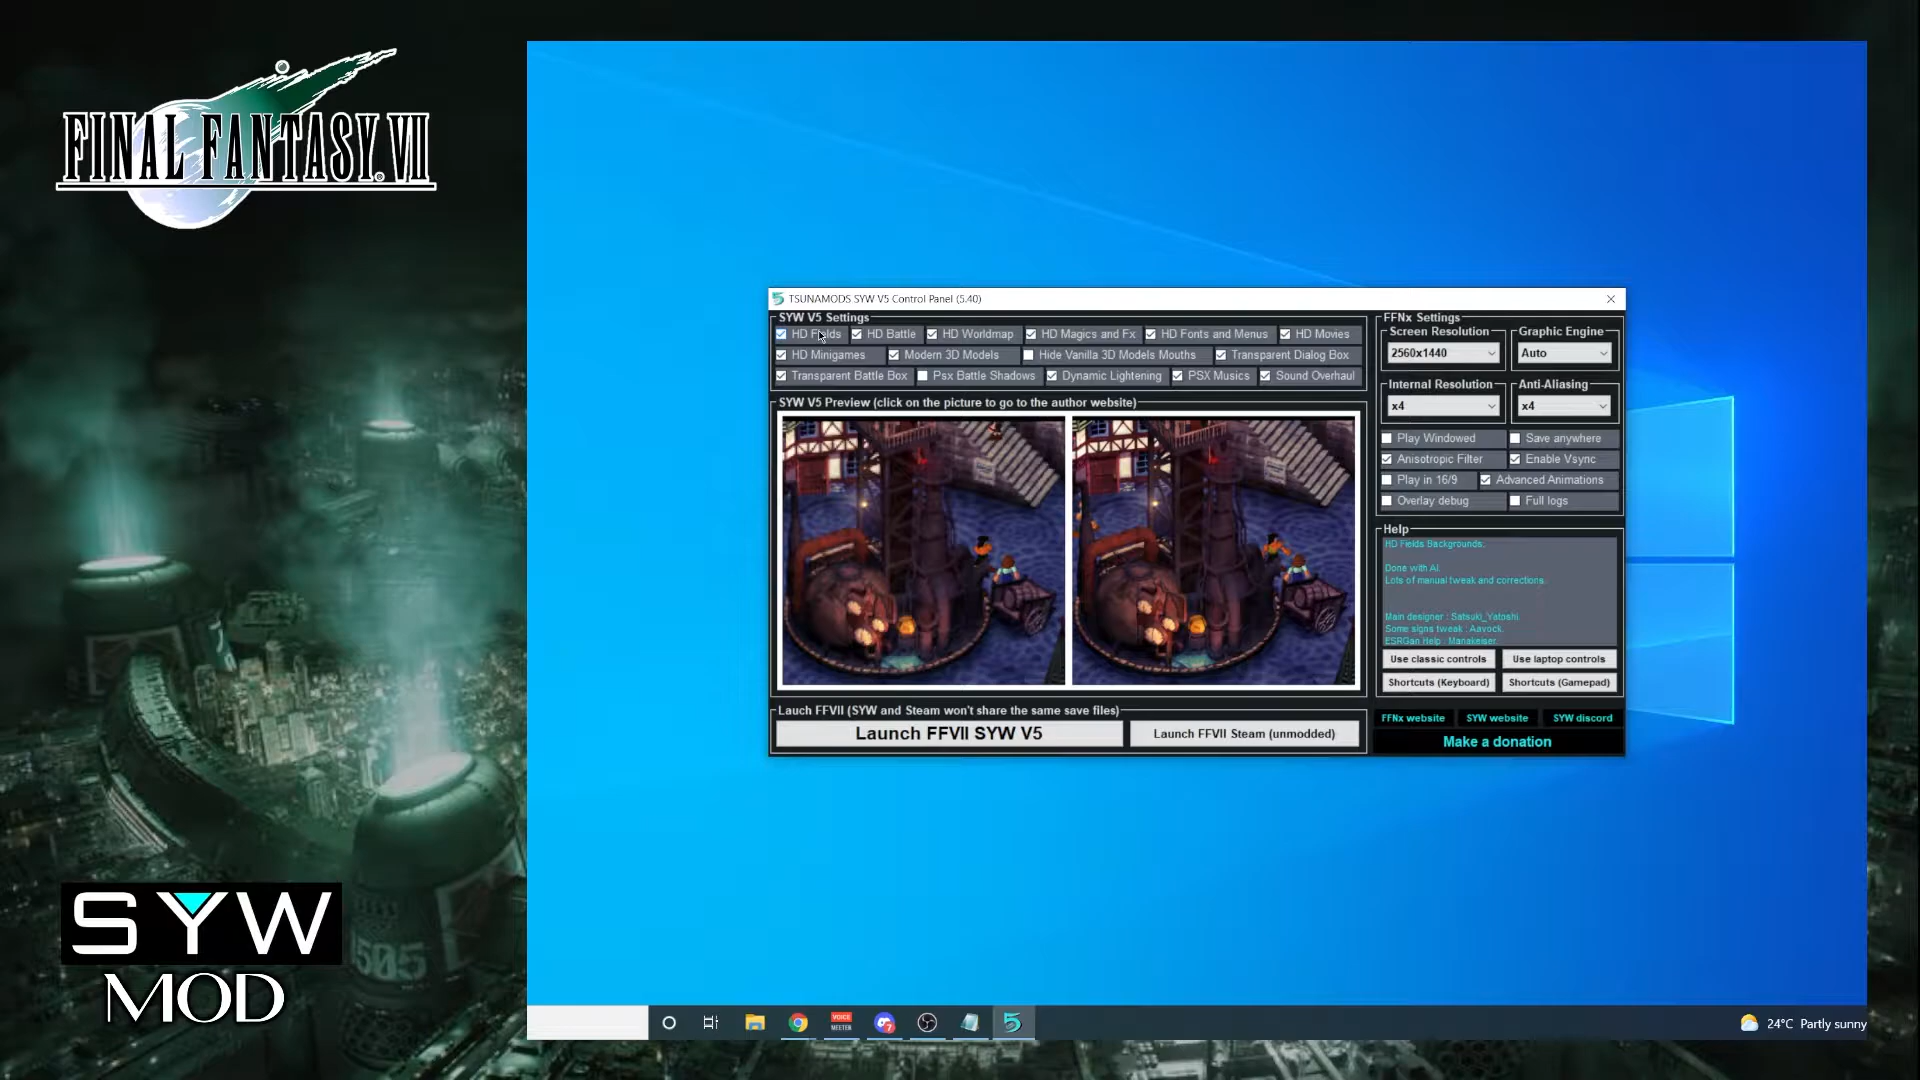 FINAL FANTASY VII
TSUNAMODS SYW V5 Control Panel (5.40)
SYW V5 Settings
HD Fields HD Battle HD Worldmap HD Magics and Fx HD Fonts and Menus HD Movies
HD Minigames Modern 3D Models Hide Vanilla 3D Models Mouths Transparent Dialog Box
Transparent Battle Box Psx Battle Shadows Dynamic Lightening PSX Musics Sound Overhaul
SYW V5 Preview (click on the picture to go to the author website)
Lauch FFVII (SYW and Steam won't share the same save files)
Launch FFVII SYW V5
Launch FFVII Steam (unmodded)
FFNx Settings
Screen Resolution Graphic Engine
2560x1440 Auto
Internal Resolution Anti-Aliasing
x4 x4
Play Windowed Save anywhere
Anisotropic Filter Enable Vsync
Play in 16/9 Advanced Animations
Overlay debug Full logs
Help
HD Fields Backgrounds:
Done with AI.
Lots of manual tweak and corrections.
Main designer : Satsuki_Yatoshi.
Some signs tweak : Aavock.
ESRGan Help : Manakeiser.
Use classic controls Use laptop controls
Shortcuts (Keyboard) Shortcuts (Gamepad)
FFNx website SYW website SYW discord
Make a donation
SYW
MOD
505
VOICE
MEETER
7
5
24°C Partly sunny